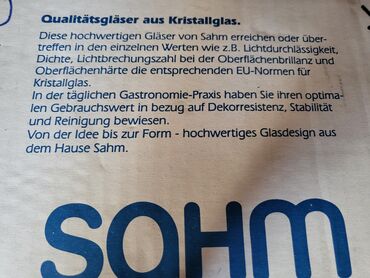 Qualitätsgläser aus Kristallglas.
Diese hochwertigen Gläser von Sahm erreichen oder über-
treffen in den einzelnen Werten wie z.B. Lichtdurchlässigkeit,
Dichte, Lichtbrechungszahl bei der Oberflächenbrillanz und
Oberflächenhärte die entsprechenden EU-Normen für
Kristallglas.
In der täglichen Gastronomie-Praxis haben Sie ihren optima-
len Gebrauchswert in bezug auf Dekorresistenz, Stabilität
und Reinigung bewiesen.
Von der Idee bis zur Form - hochwertiges Glasdesign aus
dem Hause Sahm.
SAHM